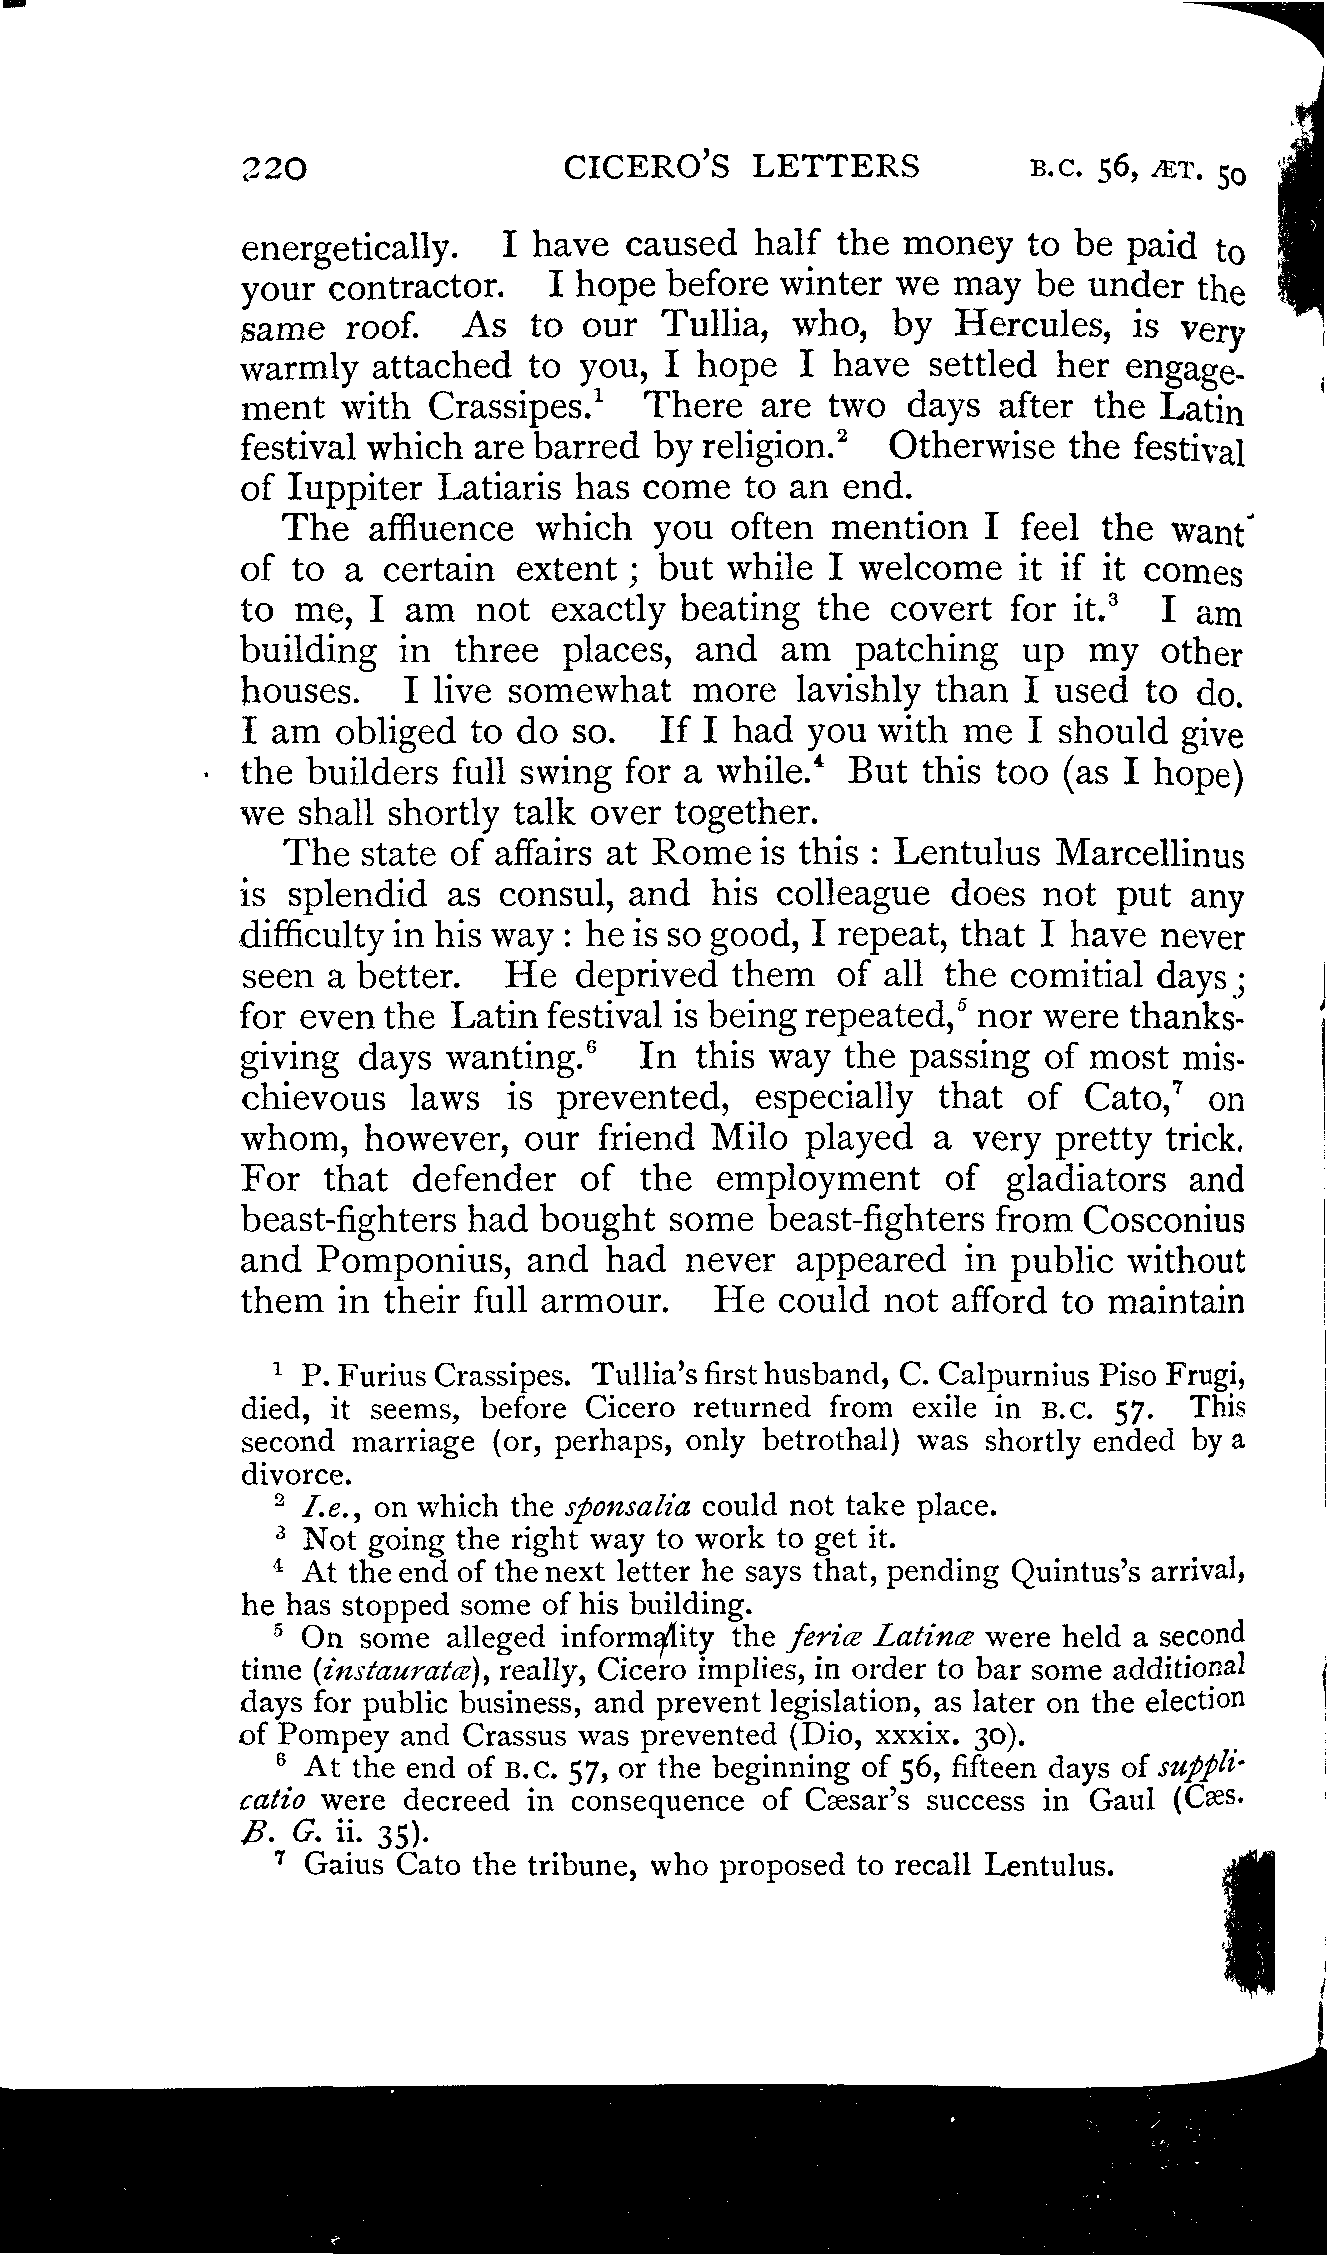 220 CICERO'S LETTERS B.C. 56, ÆT. 50
energetically. I have caused half the money to be paid to
your contractor. I hope before winter we may be under the
same roof. As to our Tullia, who, by Hercules, is very
warmly attached to you, I hope I have settled her engage-
ment with Crassipes.¹ There are two days after the Latin
festival which are barred by religion.² Otherwise the festival
of Iuppiter Latiaris has come to an end.
The affluence which you often mention I feel the want
of to a certain extent ; but while I welcome it if it comes
to me, I am not exactly beating the covert for it.³ I am
building in three places, and am patching up my other
houses. I live somewhat more lavishly than I used to do.
I am obliged to do so. If I had you with me I should give
the builders full swing for a while.⁴ But this too (as I hope)
we shall shortly talk over together.
The state of affairs at Rome is this : Lentulus Marcellinus
is splendid as consul, and his colleague does not put any
difficulty in his way : he is so good, I repeat, that I have never
seen a better. He deprived them of all the comitial days ;
for even the Latin festival is being repeated,⁵ nor were thanks-
giving days wanting.⁶ In this way the passing of most mis-
chievous laws is prevented, especially that of Cato,⁷ on
whom, however, our friend Milo played a very pretty trick.
For that defender of the employment of gladiators and
beast-fighters had bought some beast-fighters from Cosconius
and Pomponius, and had never appeared in public without
them in their full armour. He could not afford to maintain
¹ P. Furius Crassipes. Tullia's first husband, C. Calpurnius Piso Frugi,
died, it seems, before Cicero returned from exile in B.C. 57. This
second marriage (or, perhaps, only betrothal) was shortly ended by a
divorce.
² I.e., on which the sponsalia could not take place.
³ Not going the right way to work to get it.
⁴ At the end of the next letter he says that, pending Quintus's arrival,
he has stopped some of his building.
⁵ On some alleged informality the feriæ Latinæ were held a second
time (instauratæ), really, Cicero implies, in order to bar some additional
days for public business, and prevent legislation, as later on the election
of Pompey and Crassus was prevented (Dio, xxxix. 30).
⁶ At the end of B.C. 57, or the beginning of 56, fifteen days of suppli-
catio were decreed in consequence of Cæsar's success in Gaul (Cæs.
B. G. ii. 35).
⁷ Gaius Cato the tribune, who proposed to recall Lentulus.